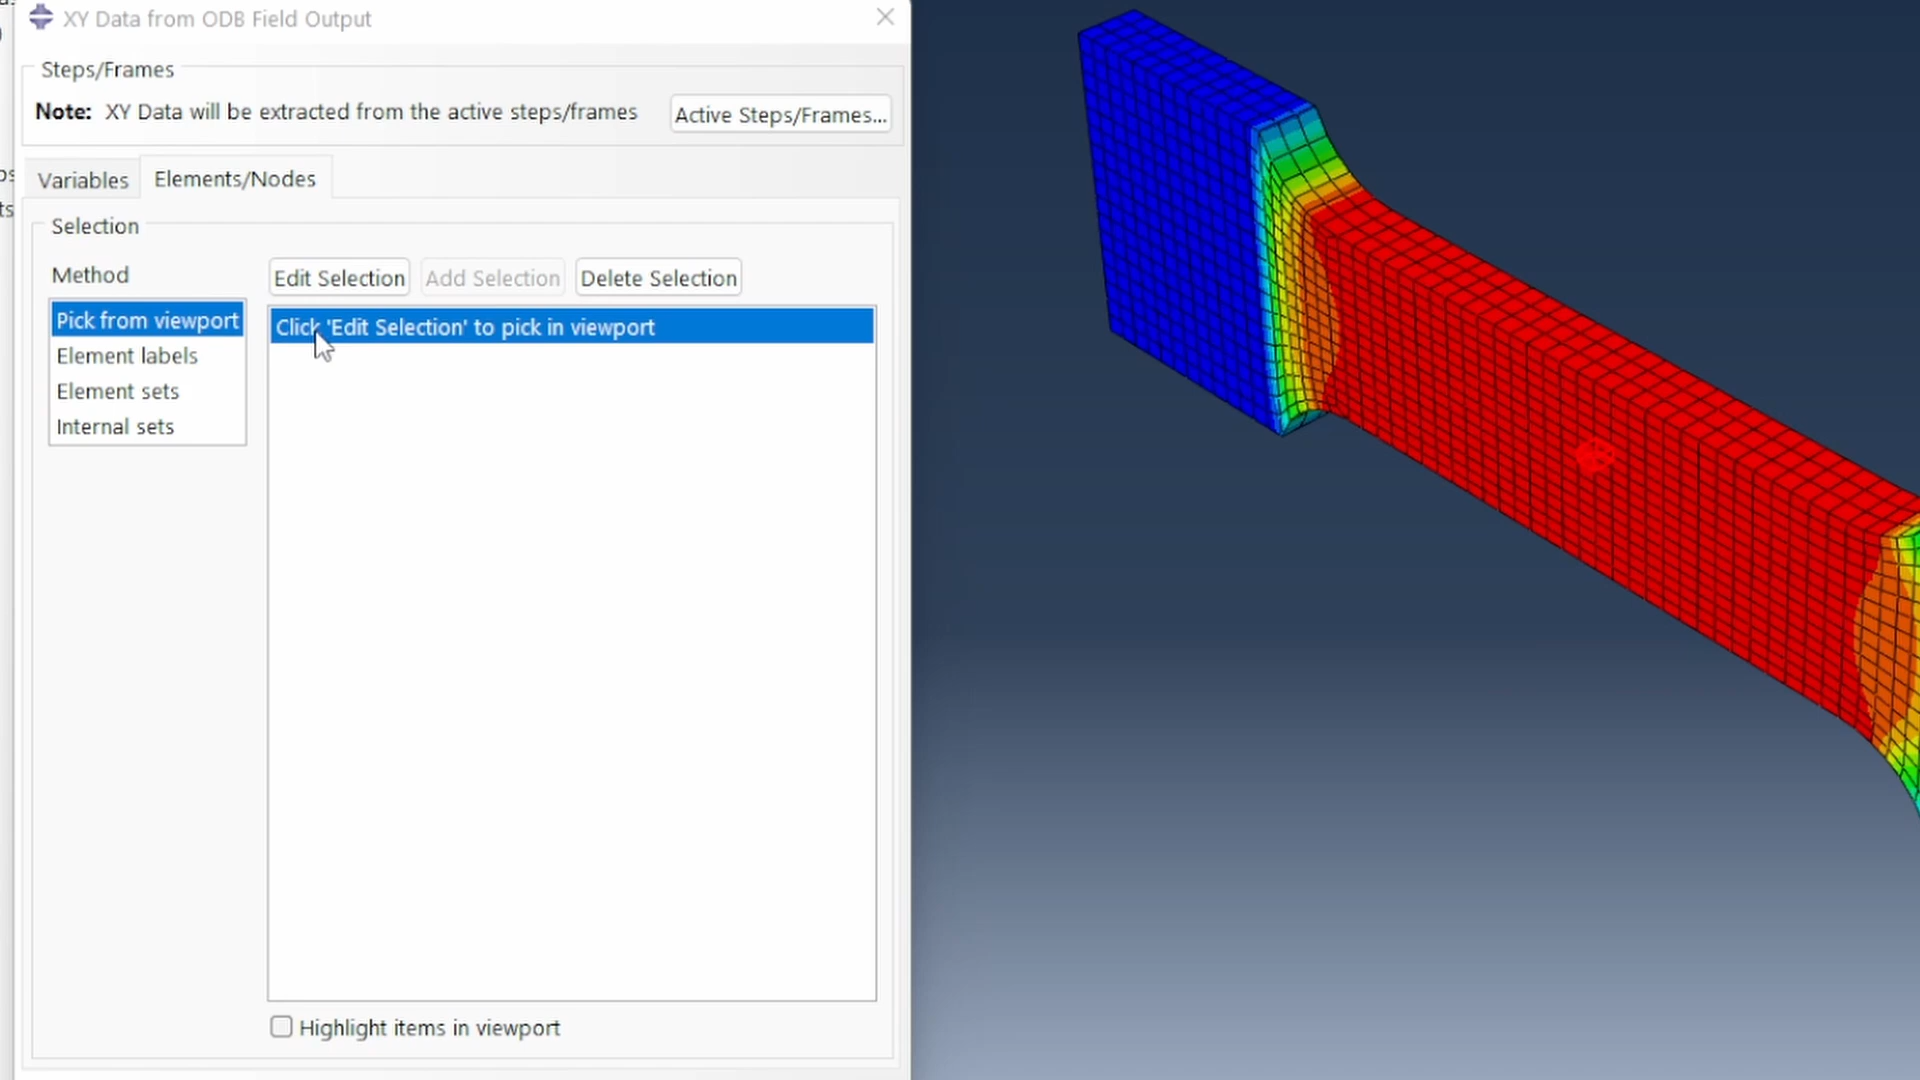 XY Data from ODB Field Output
Steps/Frames
Note: XY Data will be extracted from the active steps/frames
Active Steps/Frames...
Variables
Elements/Nodes
Selection
Method
Edit Selection
Add Selection
Delete Selection
Pick from viewport
Element labels
Element sets
Internal sets
Click 'Edit Selection' to pick in viewport
Highlight items in viewport